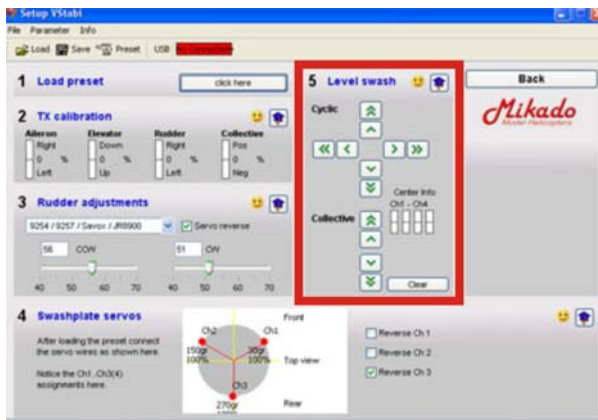 Setup VStabi
File Parameter Info
Load Save Preset USB
1 Load preset
click here
2 TX calibration
Aileron Elevator Rudder Collective
Right Down Right Pos
0 % 0 % 0 % 0 %
Left Up Left Neg
3 Rudder adjustments
9254 / 9257 / Savox / JR8900
Servo reverse
56 CCW 51 CW
40 50 60 70 40 50 60 70
4 Swashplate servos
After loading the preset connect
the servo wires as shown here.
Notice the Ch1..Ch3(4)
assignments here.
Front
Ch2 Ch1
150gr 30gr
100% 100% Top view
Ch3
270gr Rear
Reverse Ch 1
Reverse Ch 2
Reverse Ch 3
5 Level swash
Cyclic
Center Info
Ch1 - Ch4
Collective
Clear
Back
Mikado
Model Helicopters